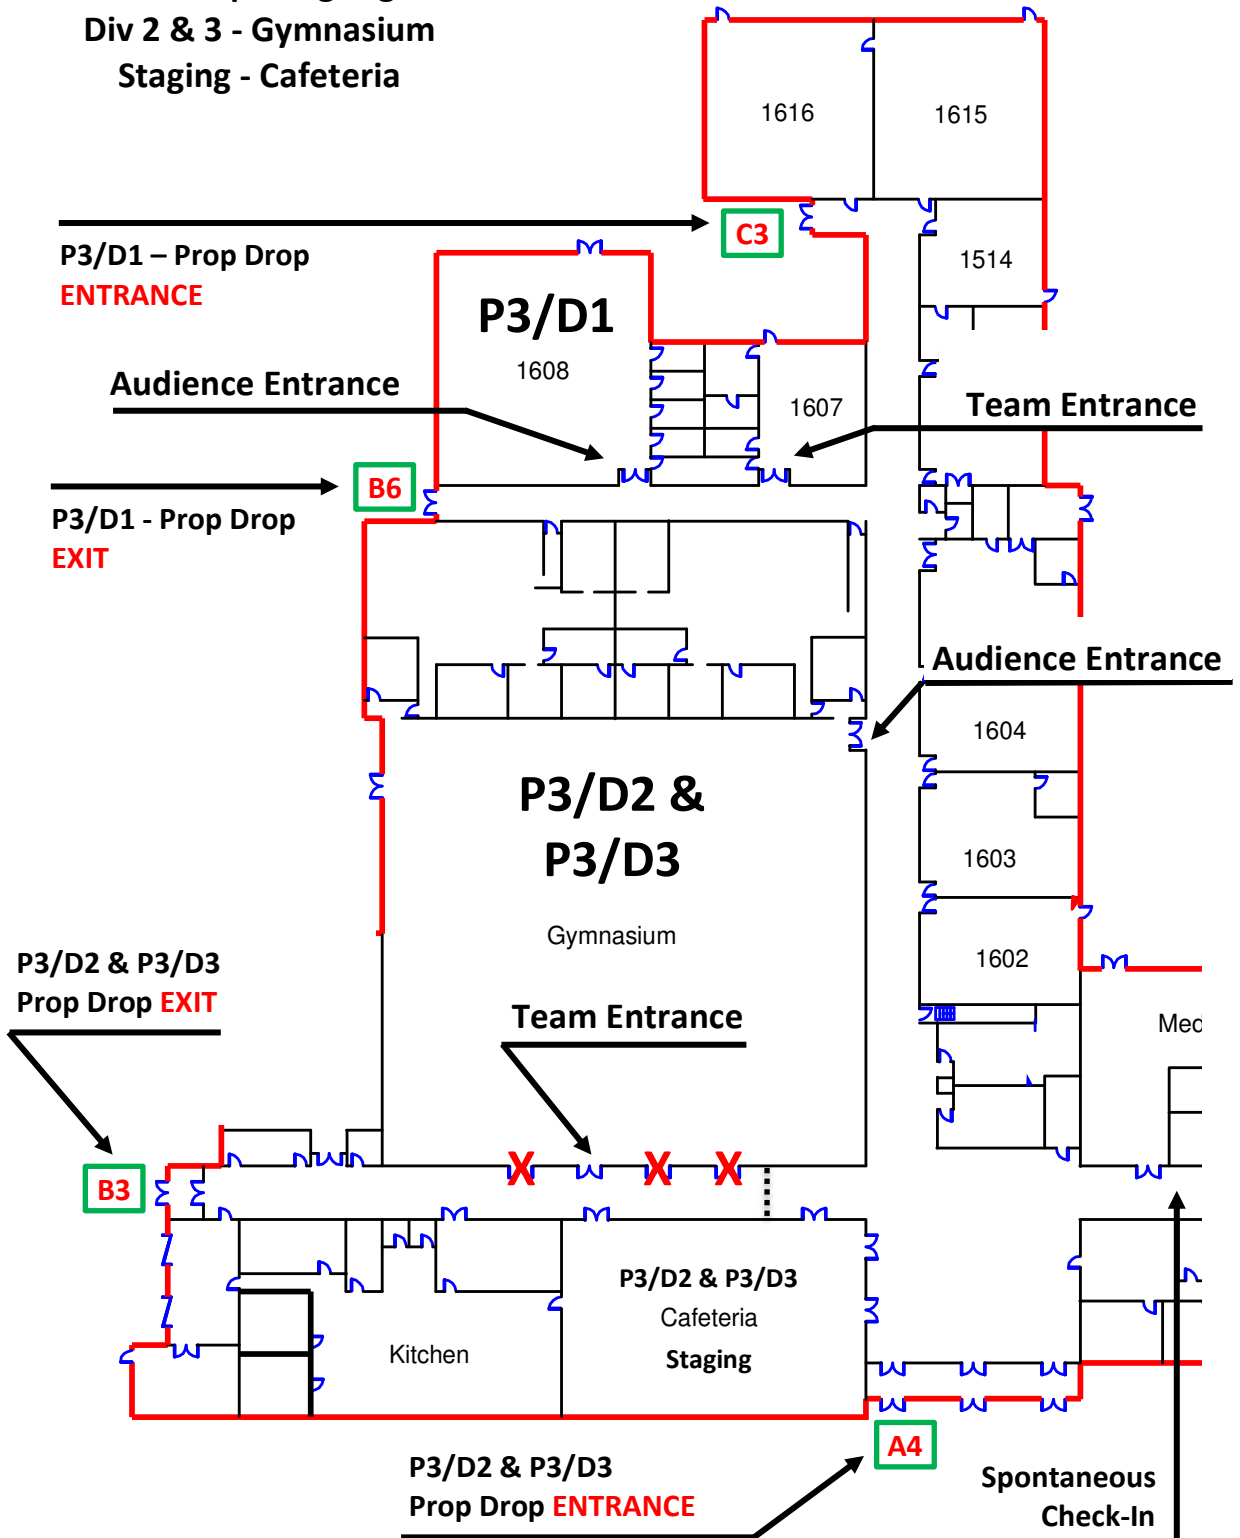 Div 2 & 3 - Gymnasium
Staging - Cafeteria
1616
1615
C3
P3/D1 – Prop Drop
ENTRANCE
1514
P3/D1
1608
Audience Entrance
1607
Team Entrance
B6
P3/D1 - Prop Drop
EXIT
Audience Entrance
1604
P3/D2 &
P3/D3
1603
Gymnasium
1602
P3/D2 & P3/D3
Prop Drop EXIT
Team Entrance
Med
X
X
X
B3
P3/D2 & P3/D3
Cafeteria
Staging
Kitchen
A4
P3/D2 & P3/D3
Prop Drop ENTRANCE
Spontaneous
Check-In